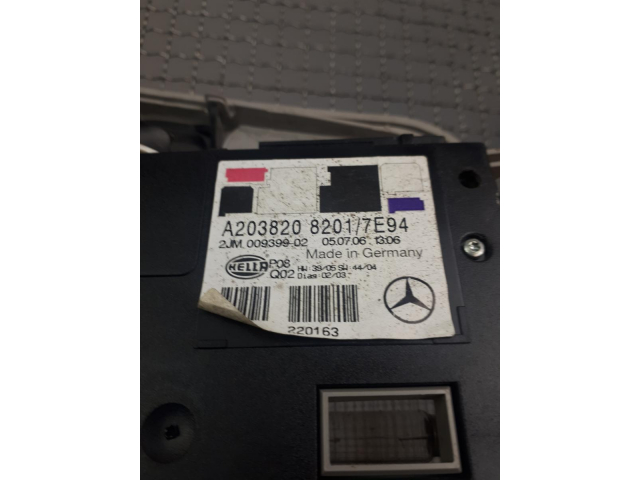 A203820 8201/7E94
2JM 009399-02 05.07.06 13:06
Made in Germany
HELLA P08 HW: 39/05 SW: 44/04
Q02 Dias: 02/03
220163